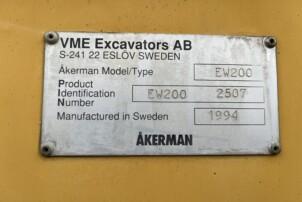 VME Excavators AB
S-241 22 ESLÖV SWEDEN
Åkerman Model/Type EW200
Product
Identification EW200 2507
Number
Manufactured in Sweden 1994
ÅKERMAN